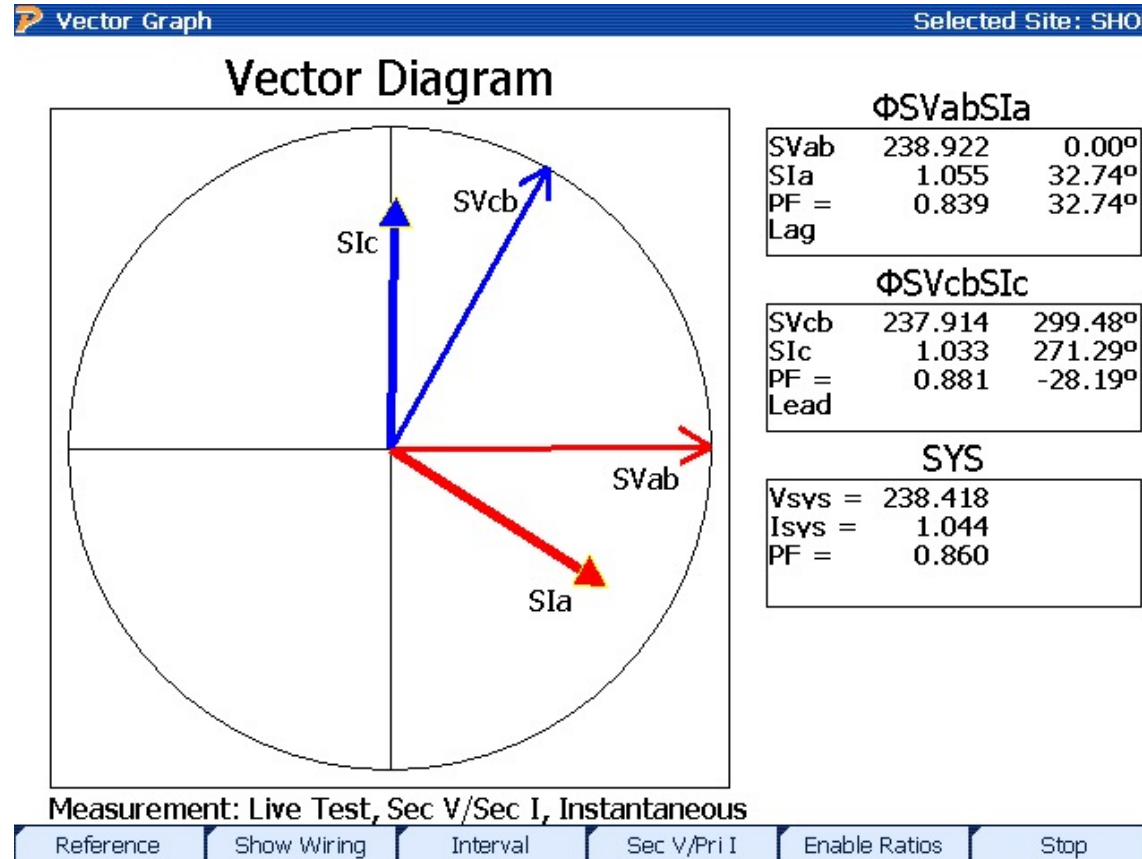 Vector Graph Selected Site: SHO
Vector Diagram
SVcb
SIc
SVab
SIa
ΦSVabSIa
SVab 238.922 0.00º
SIa 1.055 32.74º
PF = 0.839 32.74º
Lag
ΦSVcbSIc
SVcb 237.914 299.48º
SIc 1.033 271.29º
PF = 0.881 -28.19º
Lead
SYS
Vsys = 238.418
Isys = 1.044
PF = 0.860
Measurement: Live Test, Sec V/Sec I, Instantaneous
Reference Show Wiring Interval Sec V/Pri I Enable Ratios Stop